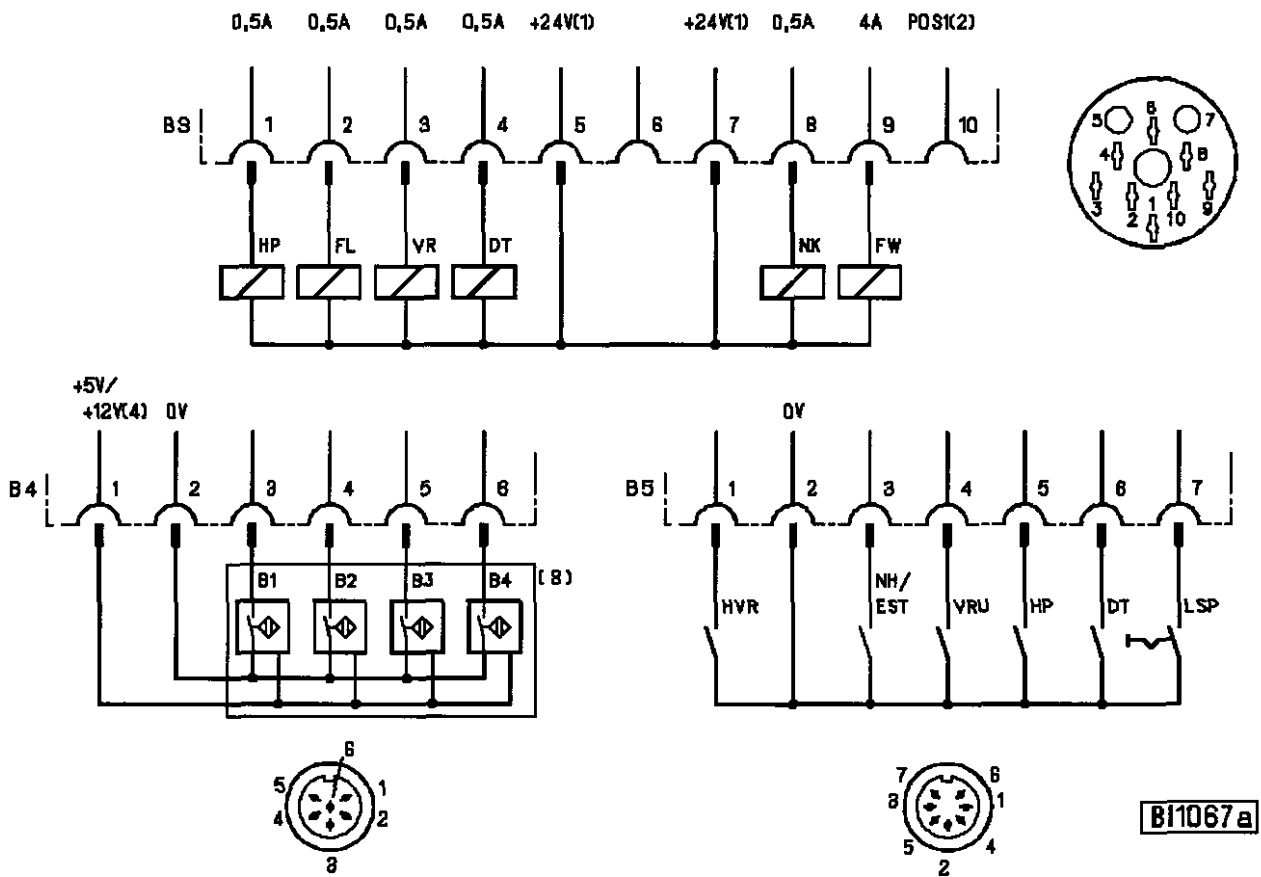 0,5A 0,5A 0,5A 0,5A +24V(1) +24V(1) 0,5A 4A POS1(2)
B9 1 2 3 4 5 6 7 8 9 10
HP FL VR DT NK FW
6
5 7
4 8
3 2 1 10 9
+5V/
+12V(4) 0V
B4 1 2 3 4 5 6
B1 B2 B3 B4 (8)
6
5 1
4 2
3
0V
B5 1 2 3 4 5 6 7
HVR NH/
EST VRU HP DT LSP
7 6
3 1
5 4
2
BI1067a